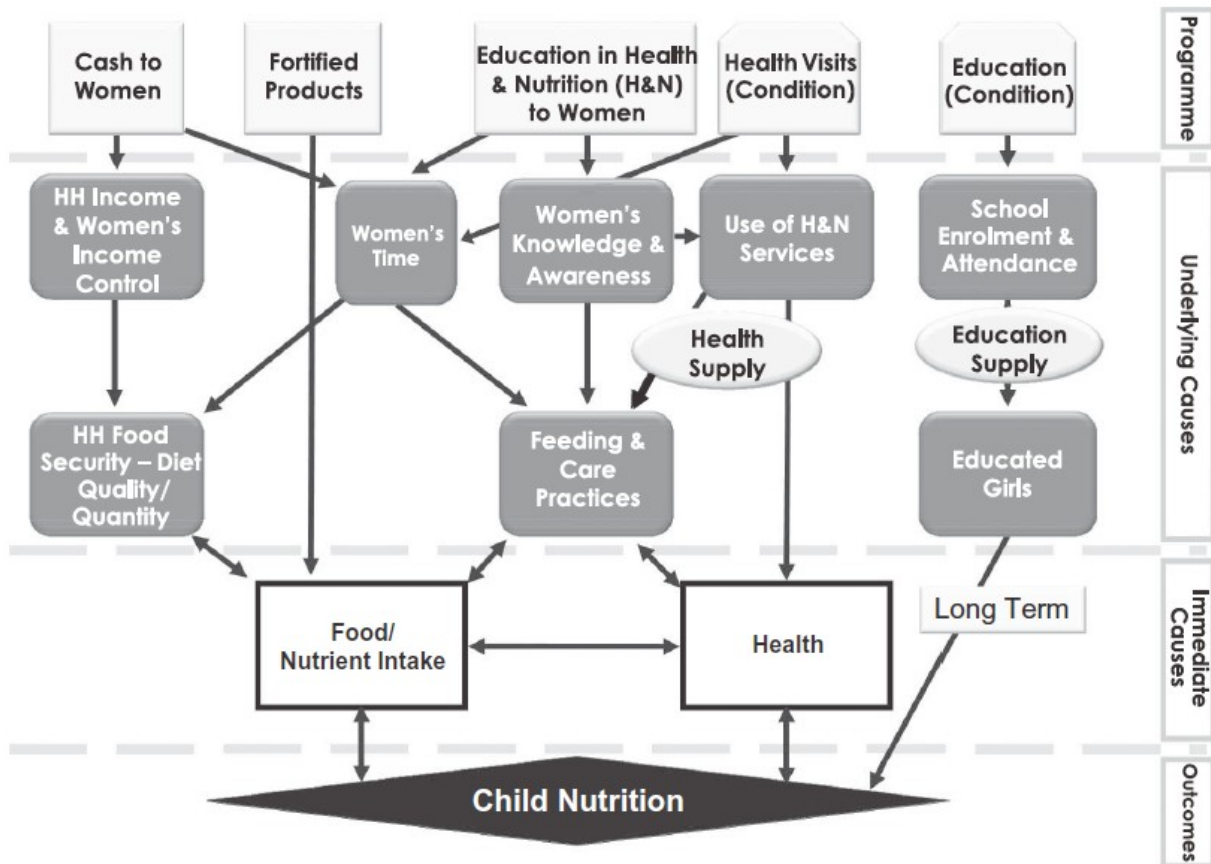 Cash to
Women
Fortified
Products
Education in Health
& Nutrition (H&N)
to Women
Health Visits
(Condition)
Education
(Condition)
Programme
HH Income
& Women's
Income
Control
Women's
Time
Women's
Knowledge &
Awareness
Use of H&N
Services
School
Enrolment &
Attendance
Underlying Causes
Health
Supply
Education
Supply
HH Food
Security – Diet
Quality/
Quantity
Feeding &
Care
Practices
Educated
Girls
Food/
Nutrient Intake
Health
Long Term
Immediate
Causes
Child Nutrition
Outcomes